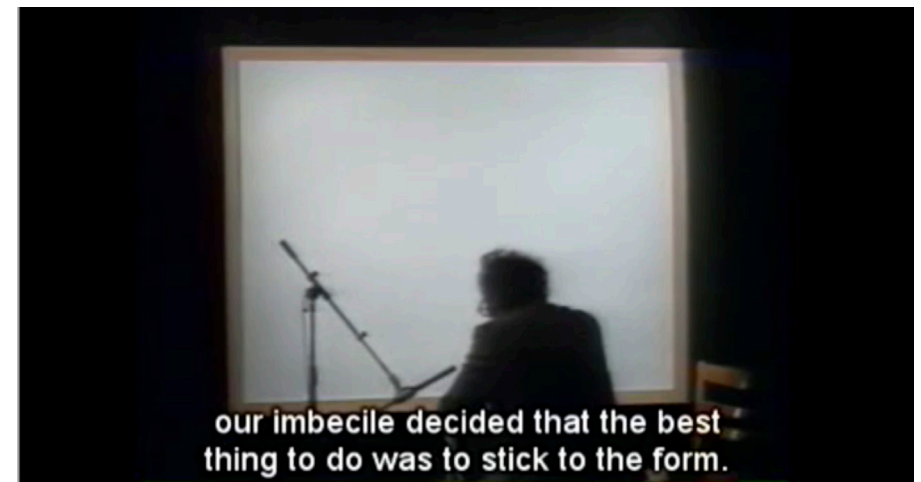 our imbecile decided that the best
thing to do was to stick to the form.